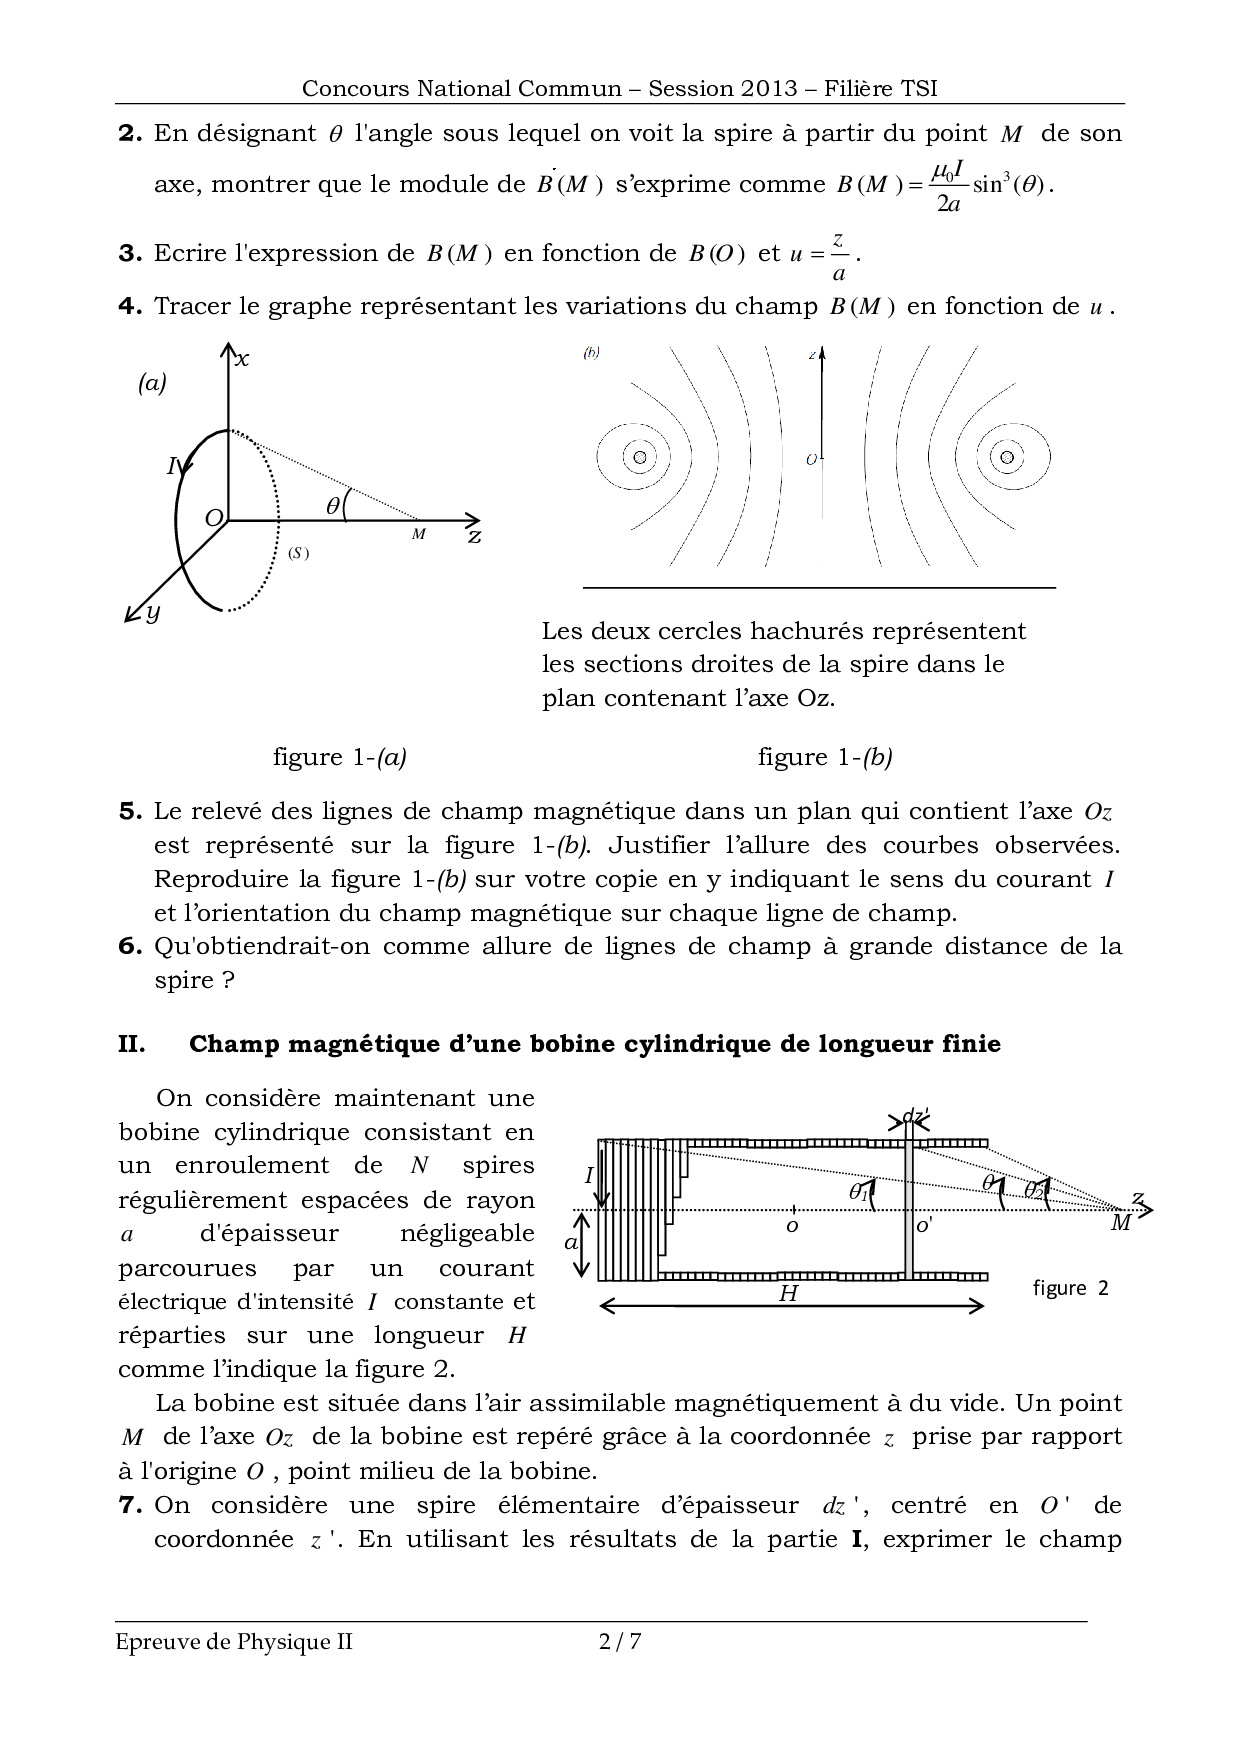 Concours National Commun – Session 2013 – Filière TSI
2. En désignant θ l'angle sous lequel on voit la spire à partir du point M de son
axe, montrer que le module de B(M) s'exprime comme B(M) = μ₀I/2a sin³(θ).
3. Ecrire l'expression de B(M) en fonction de B(O) et u = z/a.
4. Tracer le graphe représentant les variations du champ B(M) en fonction de u.
(a)
x
I
O
θ
M
z
(S)
y
(b)
z
O
Les deux cercles hachurés représentent
les sections droites de la spire dans le
plan contenant l'axe Oz.
figure 1-(a)
figure 1-(b)
5. Le relevé des lignes de champ magnétique dans un plan qui contient l'axe Oz
est représenté sur la figure 1-(b). Justifier l'allure des courbes observées.
Reproduire la figure 1-(b) sur votre copie en y indiquant le sens du courant I
et l'orientation du champ magnétique sur chaque ligne de champ.
6. Qu'obtiendrait-on comme allure de lignes de champ à grande distance de la
spire ?
II. Champ magnétique d'une bobine cylindrique de longueur finie
On considère maintenant une
bobine cylindrique consistant en
un enroulement de N spires
régulièrement espacées de rayon
a d'épaisseur négligeable
parcourues par un courant
électrique d'intensité I constante et
réparties sur une longueur H
comme l'indique la figure 2.
dz'
I
θ1
θ
θ2
z
o
o'
M
a
H
figure 2
La bobine est située dans l'air assimilable magnétiquement à du vide. Un point
M de l'axe Oz de la bobine est repéré grâce à la coordonnée z prise par rapport
à l'origine O , point milieu de la bobine.
7. On considère une spire élémentaire d'épaisseur dz', centré en O' de
coordonnée z'. En utilisant les résultats de la partie I, exprimer le champ
Epreuve de Physique II
2 / 7